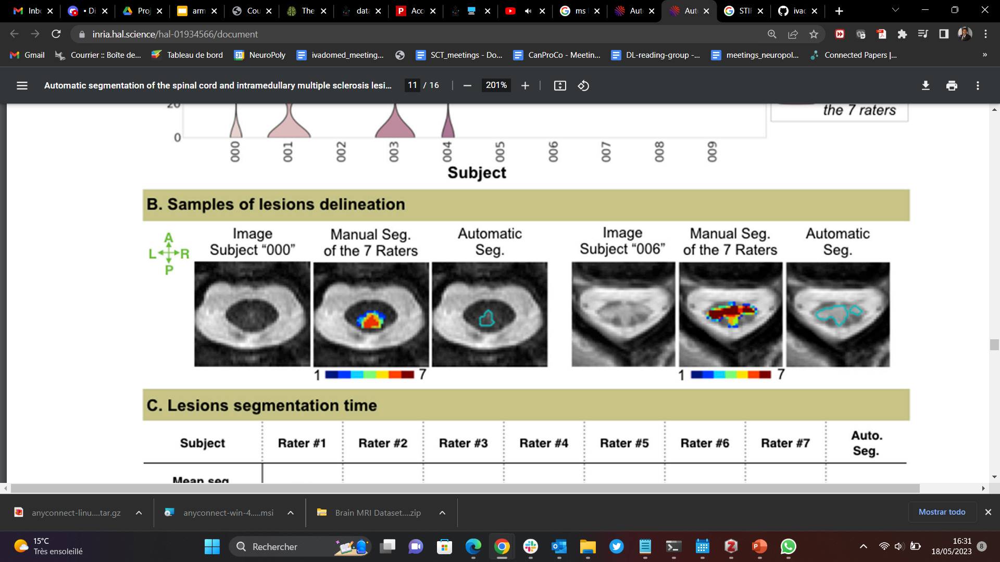 Inb
Di
Proj
arm
Cou
The
data
Acc
ms
Aut
Aut
STI
iva
inria.hal.science/hal-01934566/document
Gmail
Courrier :: Boîte de...
Tableau de bord
31
NeuroPoly
ivadomed_meeting...
SCT_meetings - Do...
CanProCo - Meetin...
DL-reading-group -...
meetings_neuropol...
Connected Papers |...
»
Automatic segmentation of the spinal cord and intramedullary multiple sclerosis lesi...
11 / 16
201%
20
0
000 001 002 003 004 005 006 007 008 009
Subject
the 7 raters
B. Samples of lesions delineation
A
L R
P
Image
Subject “000”
Manual Seg.
of the 7 Raters
Automatic
Seg.
Image
Subject “006”
Manual Seg.
of the 7 Raters
Automatic
Seg.
1 7
1 7
C. Lesions segmentation time
Subject Rater #1 Rater #2 Rater #3 Rater #4 Rater #5 Rater #6 Rater #7 Auto.
Seg.
Mean seg
anyconnect-linu....tar.gz
anyconnect-win-4.....msi
Brain MRI Dataset....zip
Mostrar todo
15°C
Très ensoleillé
Rechercher
16:31
18/05/2023
8